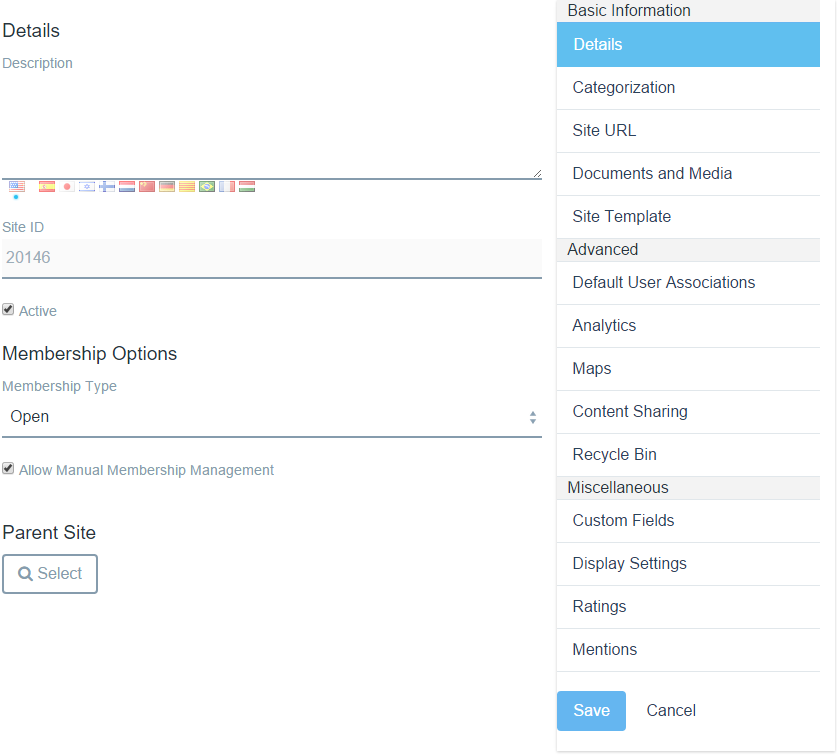 Details
Description
Site ID
20146
Active
Membership Options
Membership Type
Open
Allow Manual Membership Management
Parent Site
Select
Basic Information
Details
Categorization
Site URL
Documents and Media
Site Template
Advanced
Default User Associations
Analytics
Maps
Content Sharing
Recycle Bin
Miscellaneous
Custom Fields
Display Settings
Ratings
Mentions
Save Cancel